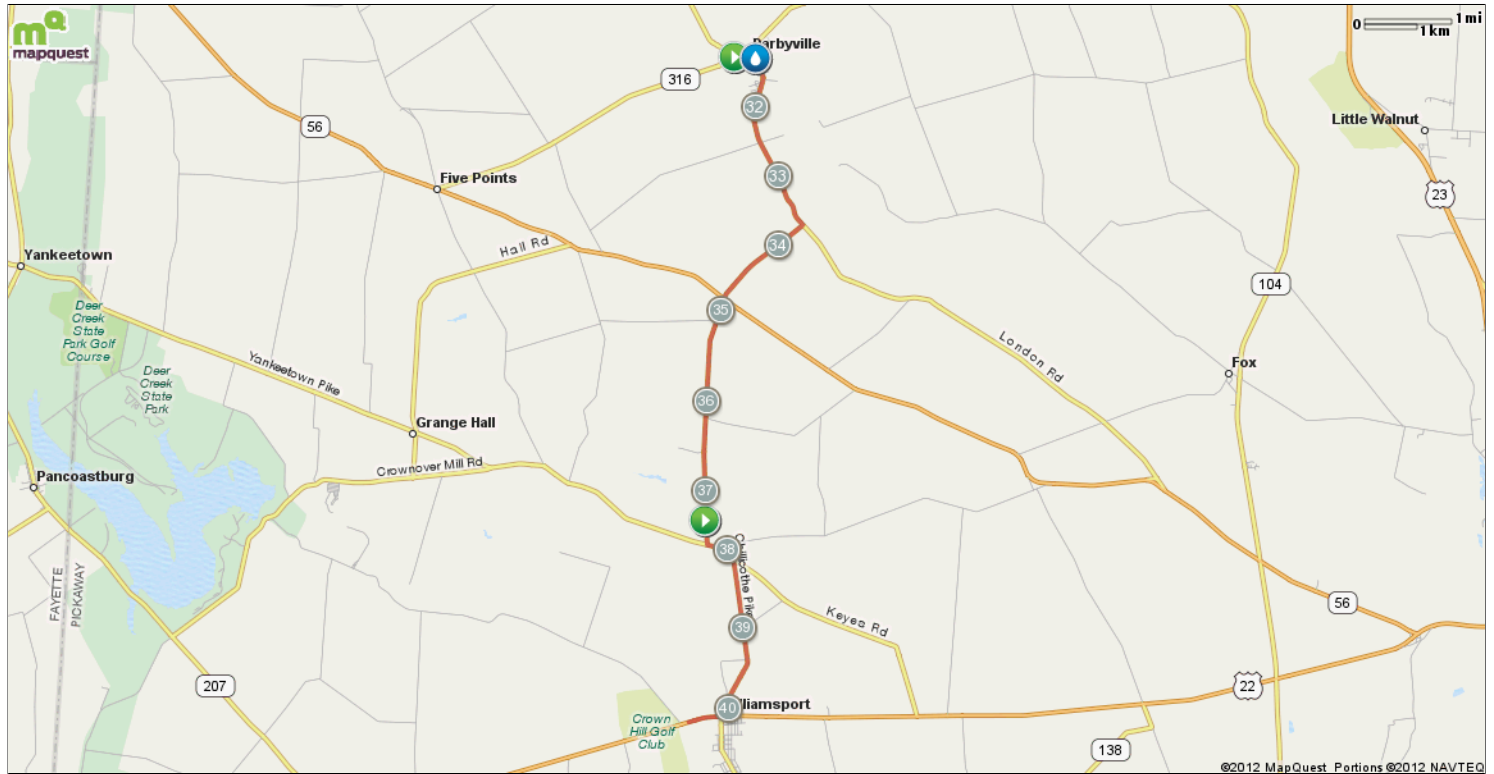 mapquest
0
1 mi
1 km
316
32
56
Little Walnut
Five Points
33
23
Hall Rd
34
Yankeetown
104
Deer
Creek
State
Park Golf
Course
35
London Rd
Yankeetown Pike
Fox
Deer
Creek
State
Park
36
Grange Hall
Crownover Mill Rd
Pancoastburg
37
38
FAYETTE
PICKAWAY
56
39
Keyes Rd
207
22
40
Crown
Hill Golf
Club
138
©2012 MapQuest Portions ©2012 NAVTEQ